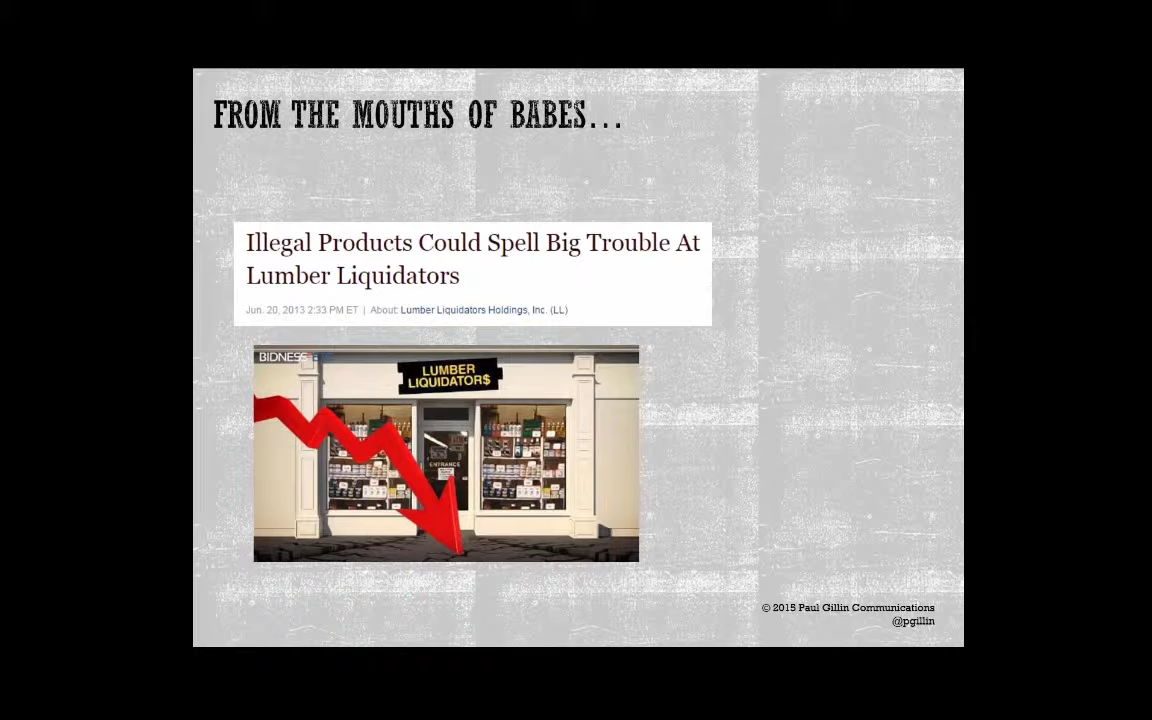 FROM THE MOUTHS OF BABES...
Illegal Products Could Spell Big Trouble At
Lumber Liquidators
Jun. 20, 2013 2:33 PM ET | About: Lumber Liquidators Holdings, Inc. (LL)
BIDNESS
LUMBER
LIQUIDATOR$
ENTRANCE
© 2015 Paul Gillin Communications
@pgillin